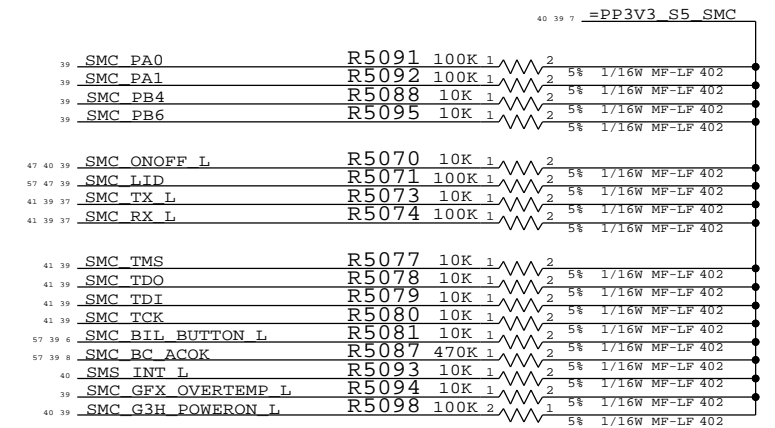 40 39 7 =PP3V3_S5_SMC
39 SMC_PA0 R5091 100K 1 2 5% 1/16W MF-LF 402
39 SMC_PA1 R5092 100K 1 2 5% 1/16W MF-LF 402
39 SMC_PB4 R5088 10K 1 2 5% 1/16W MF-LF 402
39 SMC_PB6 R5095 10K 1 2 5% 1/16W MF-LF 402
47 40 39 SMC_ONOFF_L R5070 10K 1 2 5% 1/16W MF-LF 402
57 47 39 SMC_LID R5071 100K 1 2 5% 1/16W MF-LF 402
41 39 37 SMC_TX_L R5073 10K 1 2 5% 1/16W MF-LF 402
41 39 37 SMC_RX_L R5074 100K 1 2 5% 1/16W MF-LF 402
41 39 SMC_TMS R5077 10K 1 2 5% 1/16W MF-LF 402
41 39 SMC_TDO R5078 10K 1 2 5% 1/16W MF-LF 402
41 39 SMC_TDI R5079 10K 1 2 5% 1/16W MF-LF 402
41 39 SMC_TCK R5080 10K 1 2 5% 1/16W MF-LF 402
57 39 6 SMC_BIL_BUTTON_L R5081 10K 1 2 5% 1/16W MF-LF 402
57 39 8 SMC_BC_ACOK R5087 470K 1 2 5% 1/16W MF-LF 402
40 SMS_INT_L R5093 10K 1 2 5% 1/16W MF-LF 402
39 SMC_GFX_OVERTEMP_L R5094 10K 1 2 5% 1/16W MF-LF 402
40 39 SMC_G3H_POWERON_L R5098 100K 2 1 5% 1/16W MF-LF 402